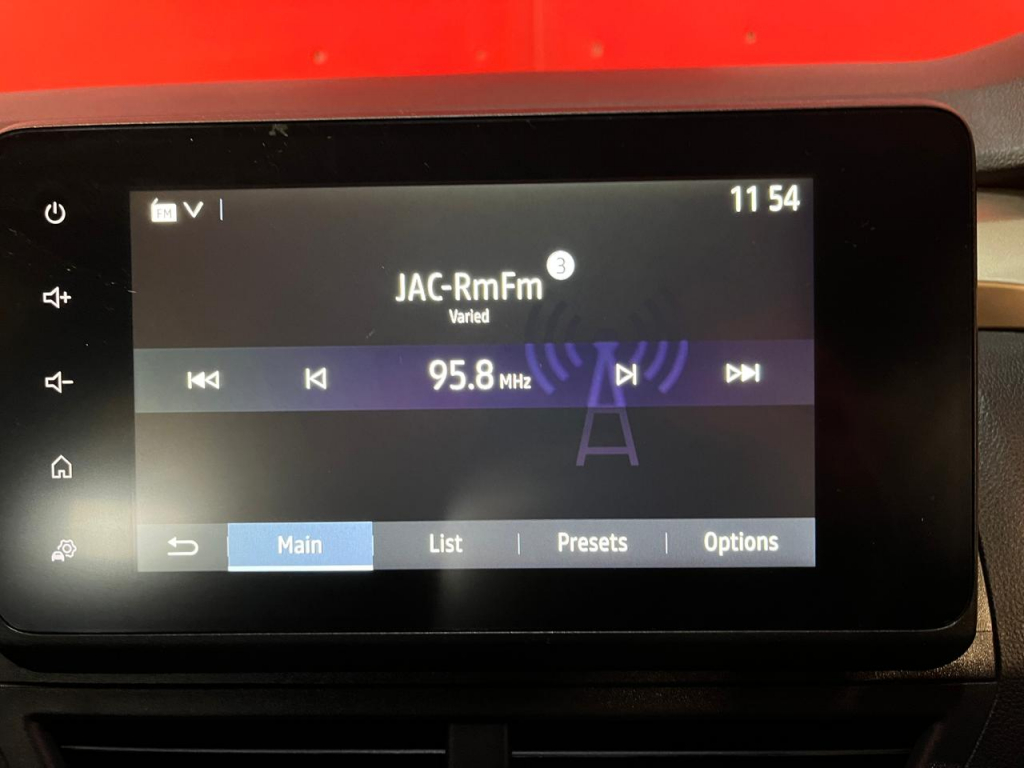 FM
11 54
JAC-RmFm 3
Varied
95.8 MHz
Main List Presets Options